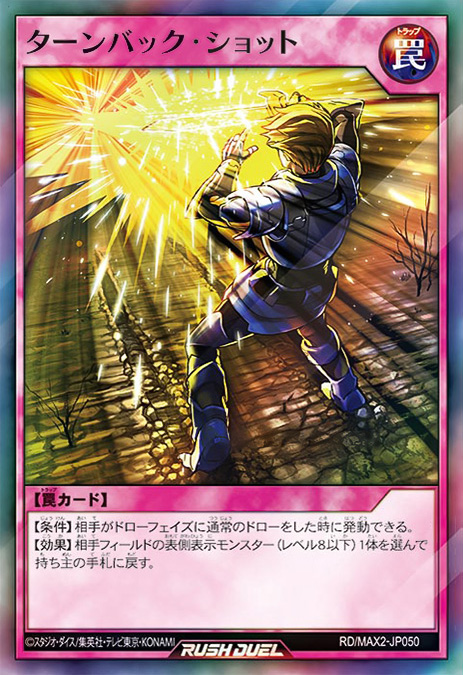 ターンバック・ショット
トラップ
罠
【罠カード】
【条件】相手がドローフェイズに通常のドローをした時に発動できる。
【効果】相手フィールドの表側表示モンスター（レベル8以下）1体を選んで
持ち主の手札に戻す。
©スタジオ・ダイス/集英社・テレビ東京・KONAMI
RUSH DUEL
RD/MAX2-JP050